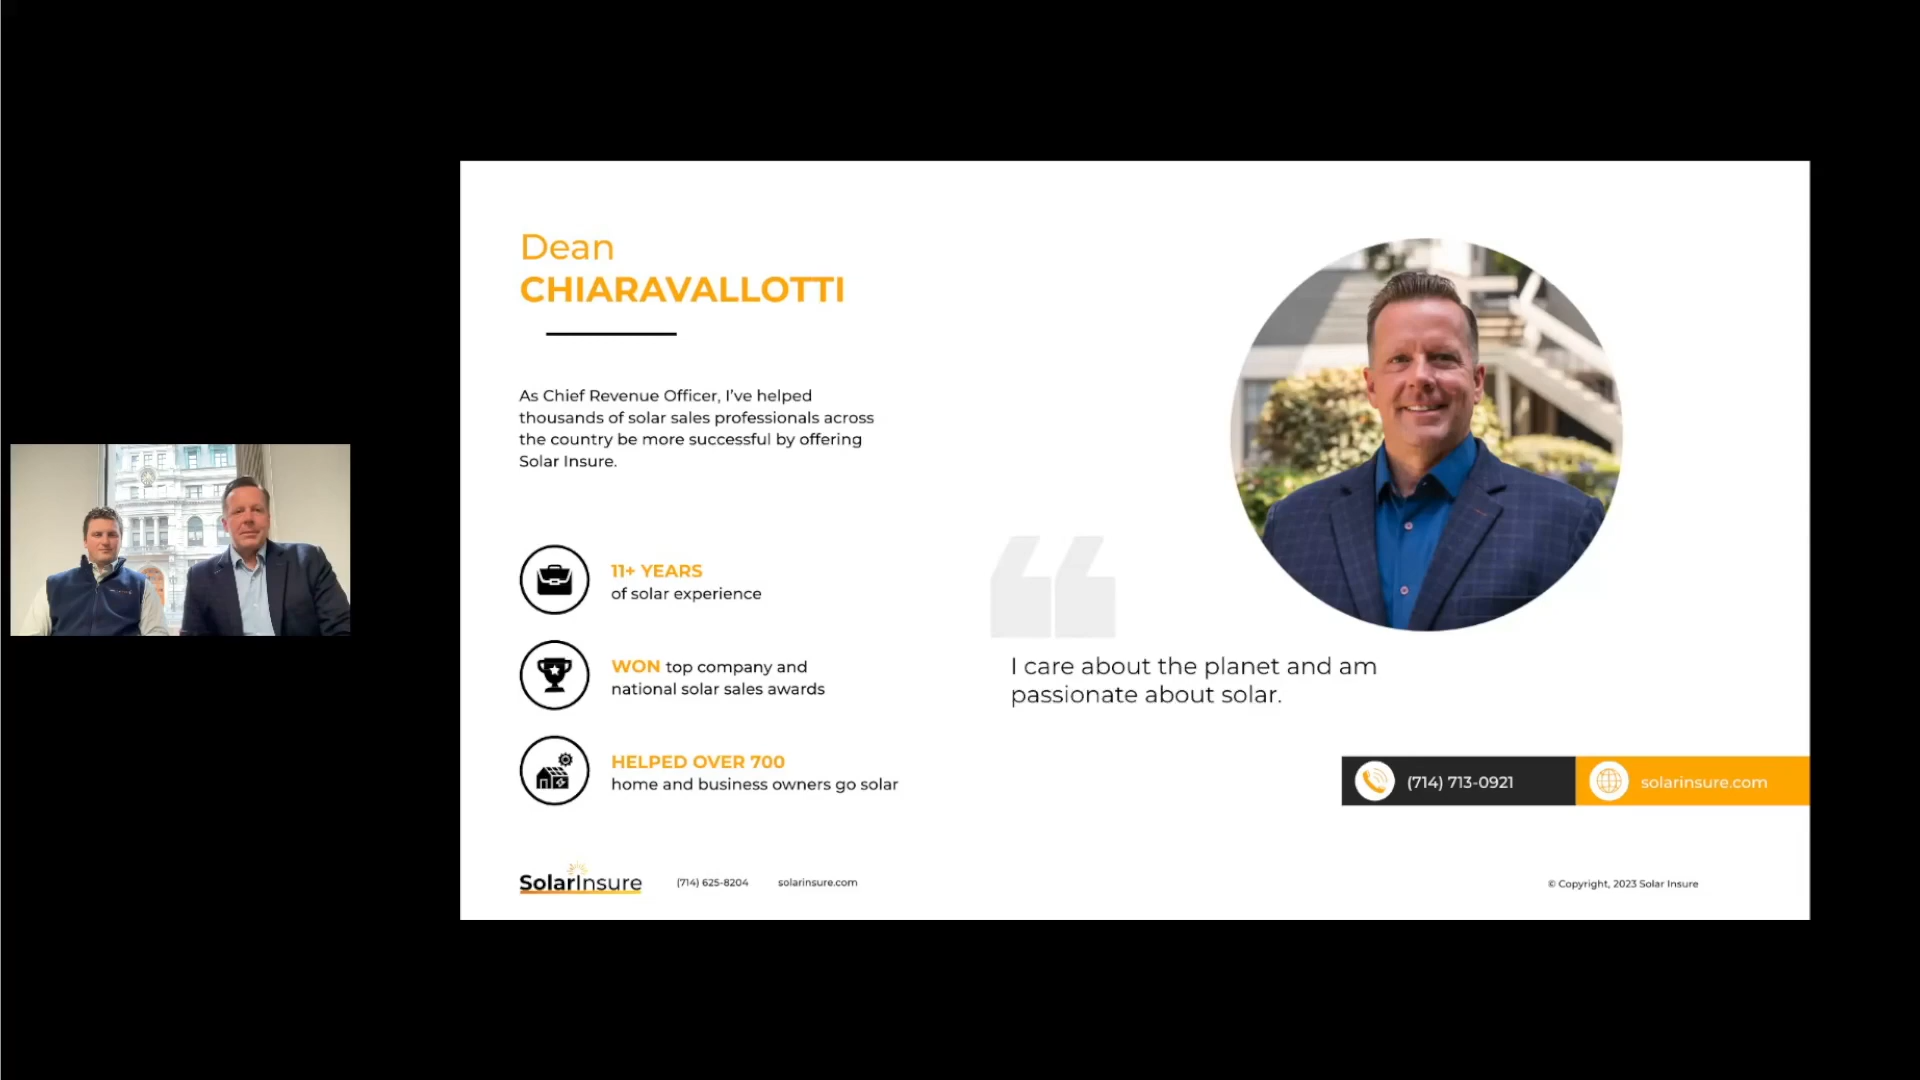 Dean
CHIARAVALLOTTI
As Chief Revenue Officer, I’ve helped
thousands of solar sales professionals across
the country be more successful by offering
Solar Insure.
11+ YEARS
of solar experience
WON top company and
national solar sales awards
HELPED OVER 700
home and business owners go solar
“
I care about the planet and am
passionate about solar.
(714) 713-0921
solarinsure.com
SolarInsure
(714) 625-8204
solarinsure.com
© Copyright, 2023 Solar Insure